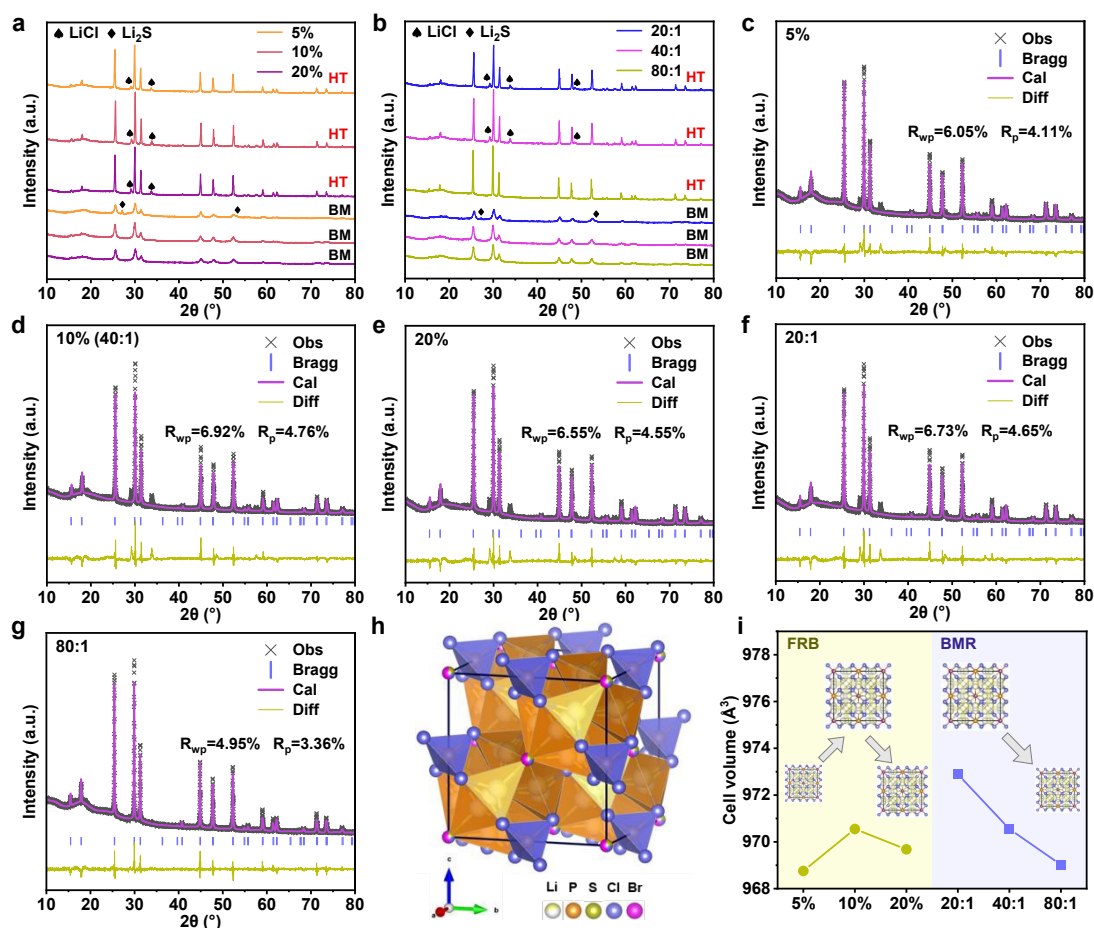 a
♠ LiCl ♦ Li₂S
5%
10%
20%
HT
HT
HT
BM
BM
BM
Intensity (a.u.)
10 20 30 40 50 60 70 80
2θ (°)
b
♠ LiCl ♦ Li₂S
20:1
40:1
80:1
HT
HT
HT
BM
BM
BM
Intensity (a.u.)
10 20 30 40 50 60 70 80
2θ (°)
c
5%
Obs
Bragg
Cal
Diff
Rwp=6.05% Rp=4.11%
Intensity (a.u.)
10 20 30 40 50 60 70 80
2θ (°)
d
10% (40:1)
Obs
Bragg
Cal
Diff
Rwp=6.92% Rp=4.76%
Intensity (a.u.)
10 20 30 40 50 60 70 80
2θ (°)
e
20%
Obs
Bragg
Cal
Diff
Rwp=6.55% Rp=4.55%
Intensity (a.u.)
10 20 30 40 50 60 70 80
2θ (°)
f
20:1
Obs
Bragg
Cal
Diff
Rwp=6.73% Rp=4.65%
Intensity (a.u.)
10 20 30 40 50 60 70 80
2θ (°)
g
80:1
Obs
Bragg
Cal
Diff
Rwp=4.95% Rp=3.36%
Intensity (a.u.)
10 20 30 40 50 60 70 80
2θ (°)
h
c
a
b
Li P S Cl Br
i
FRB
BMR
Cell volume (Å³)
978
976
974
972
970
968
5% 10% 20% 20:1 40:1 80:1